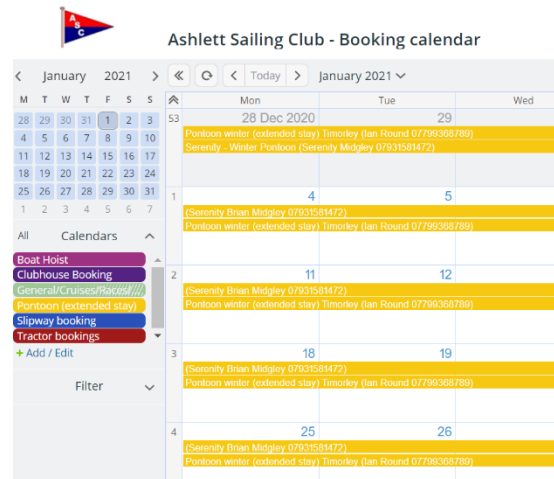 ASC
Ashlett Sailing Club - Booking calendar
January 2021
M T W T F S S
28 29 30 31 1 2 3
4 5 6 7 8 9 10
11 12 13 14 15 16 17
18 19 20 21 22 23 24
25 26 27 28 29 30 31
1 2 3 4 5 6 7
All Calendars
Boat Hoist
Clubhouse Booking
General/Cruises/Races/
Pontoon (extended stay)
Slipway booking
Tractor bookings
+ Add / Edit
Filter
Today January 2021
Mon Tue Wed
53 28 Dec 2020 29
Pontoon winter (extended stay) Timorley (Ian Round 07799368789)
Serenity - Winter Pontoon (Serenity Midgley 07931581472)
1 4 5
(Serenity Brian Midgley 07931581472)
Pontoon winter (extended stay) Timorley (Ian Round 07799368789)
2 11 12
(Serenity Brian Midgley 07931581472)
Pontoon winter (extended stay) Timorley (Ian Round 07799368789)
3 18 19
(Serenity Brian Midgley 07931581472)
Pontoon winter (extended stay) Timorley (Ian Round 07799368789)
4 25 26
(Serenity Brian Midgley 07931581472)
Pontoon winter (extended stay) Timorley (Ian Round 07799368789)